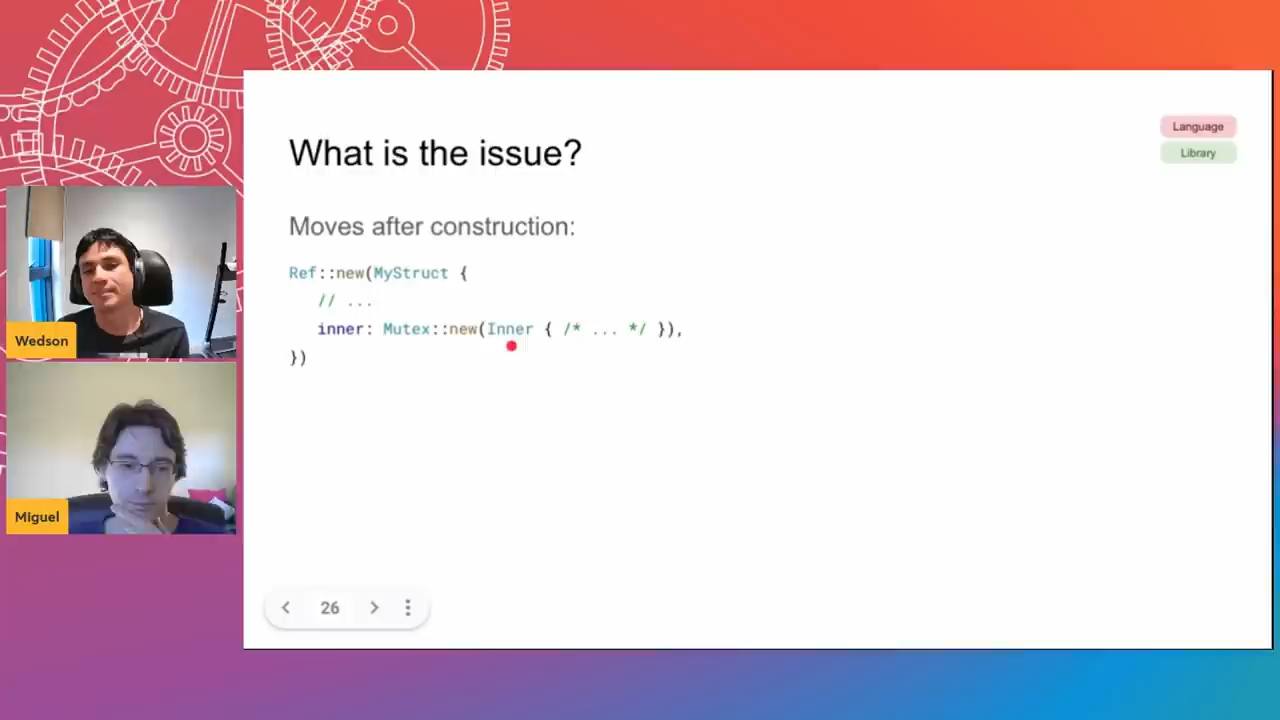 What is the issue?
Language
Library
Moves after construction:
Ref::new(MyStruct {
// ...
inner: Mutex::new(Inner { /* ... */ }),
})
Wedson
Miguel
26